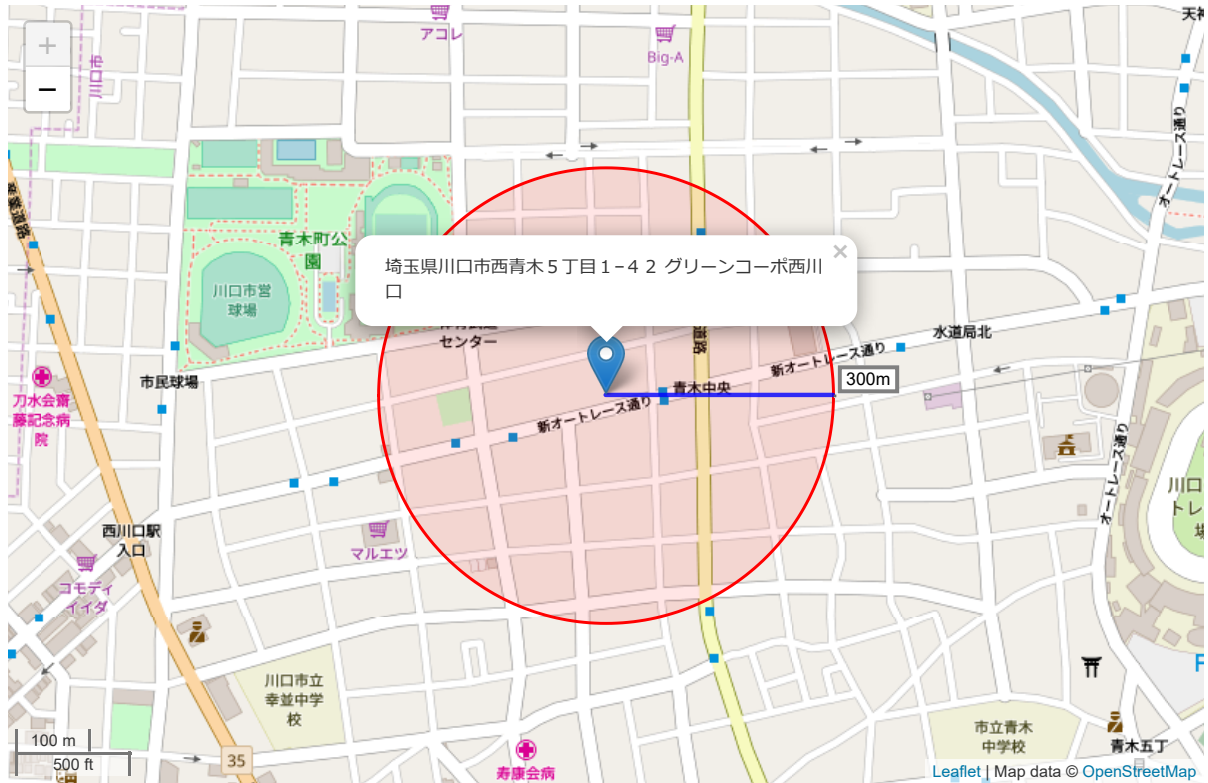 アコレ
Big-A
天神
川口市
+
−
オートレース通り
青木町公
園
川口市営
球場
×
埼玉県川口市西青木５丁目１−４２ グリーンコーポ西川
口
センター
水道局北
新オートレース通り
300m
市民球場
青木中央
新オートレース通り
刀水会齋
藤記念病
院
オートレース通り
川口
トレ
場
西川口駅
入口
マルエツ
コモディ
イイダ
川口市立
幸並中学
校
市立青木
中学校
青木五丁
100 m
500 ft
35
寿康会病
Leaflet | Map data © OpenStreetMap